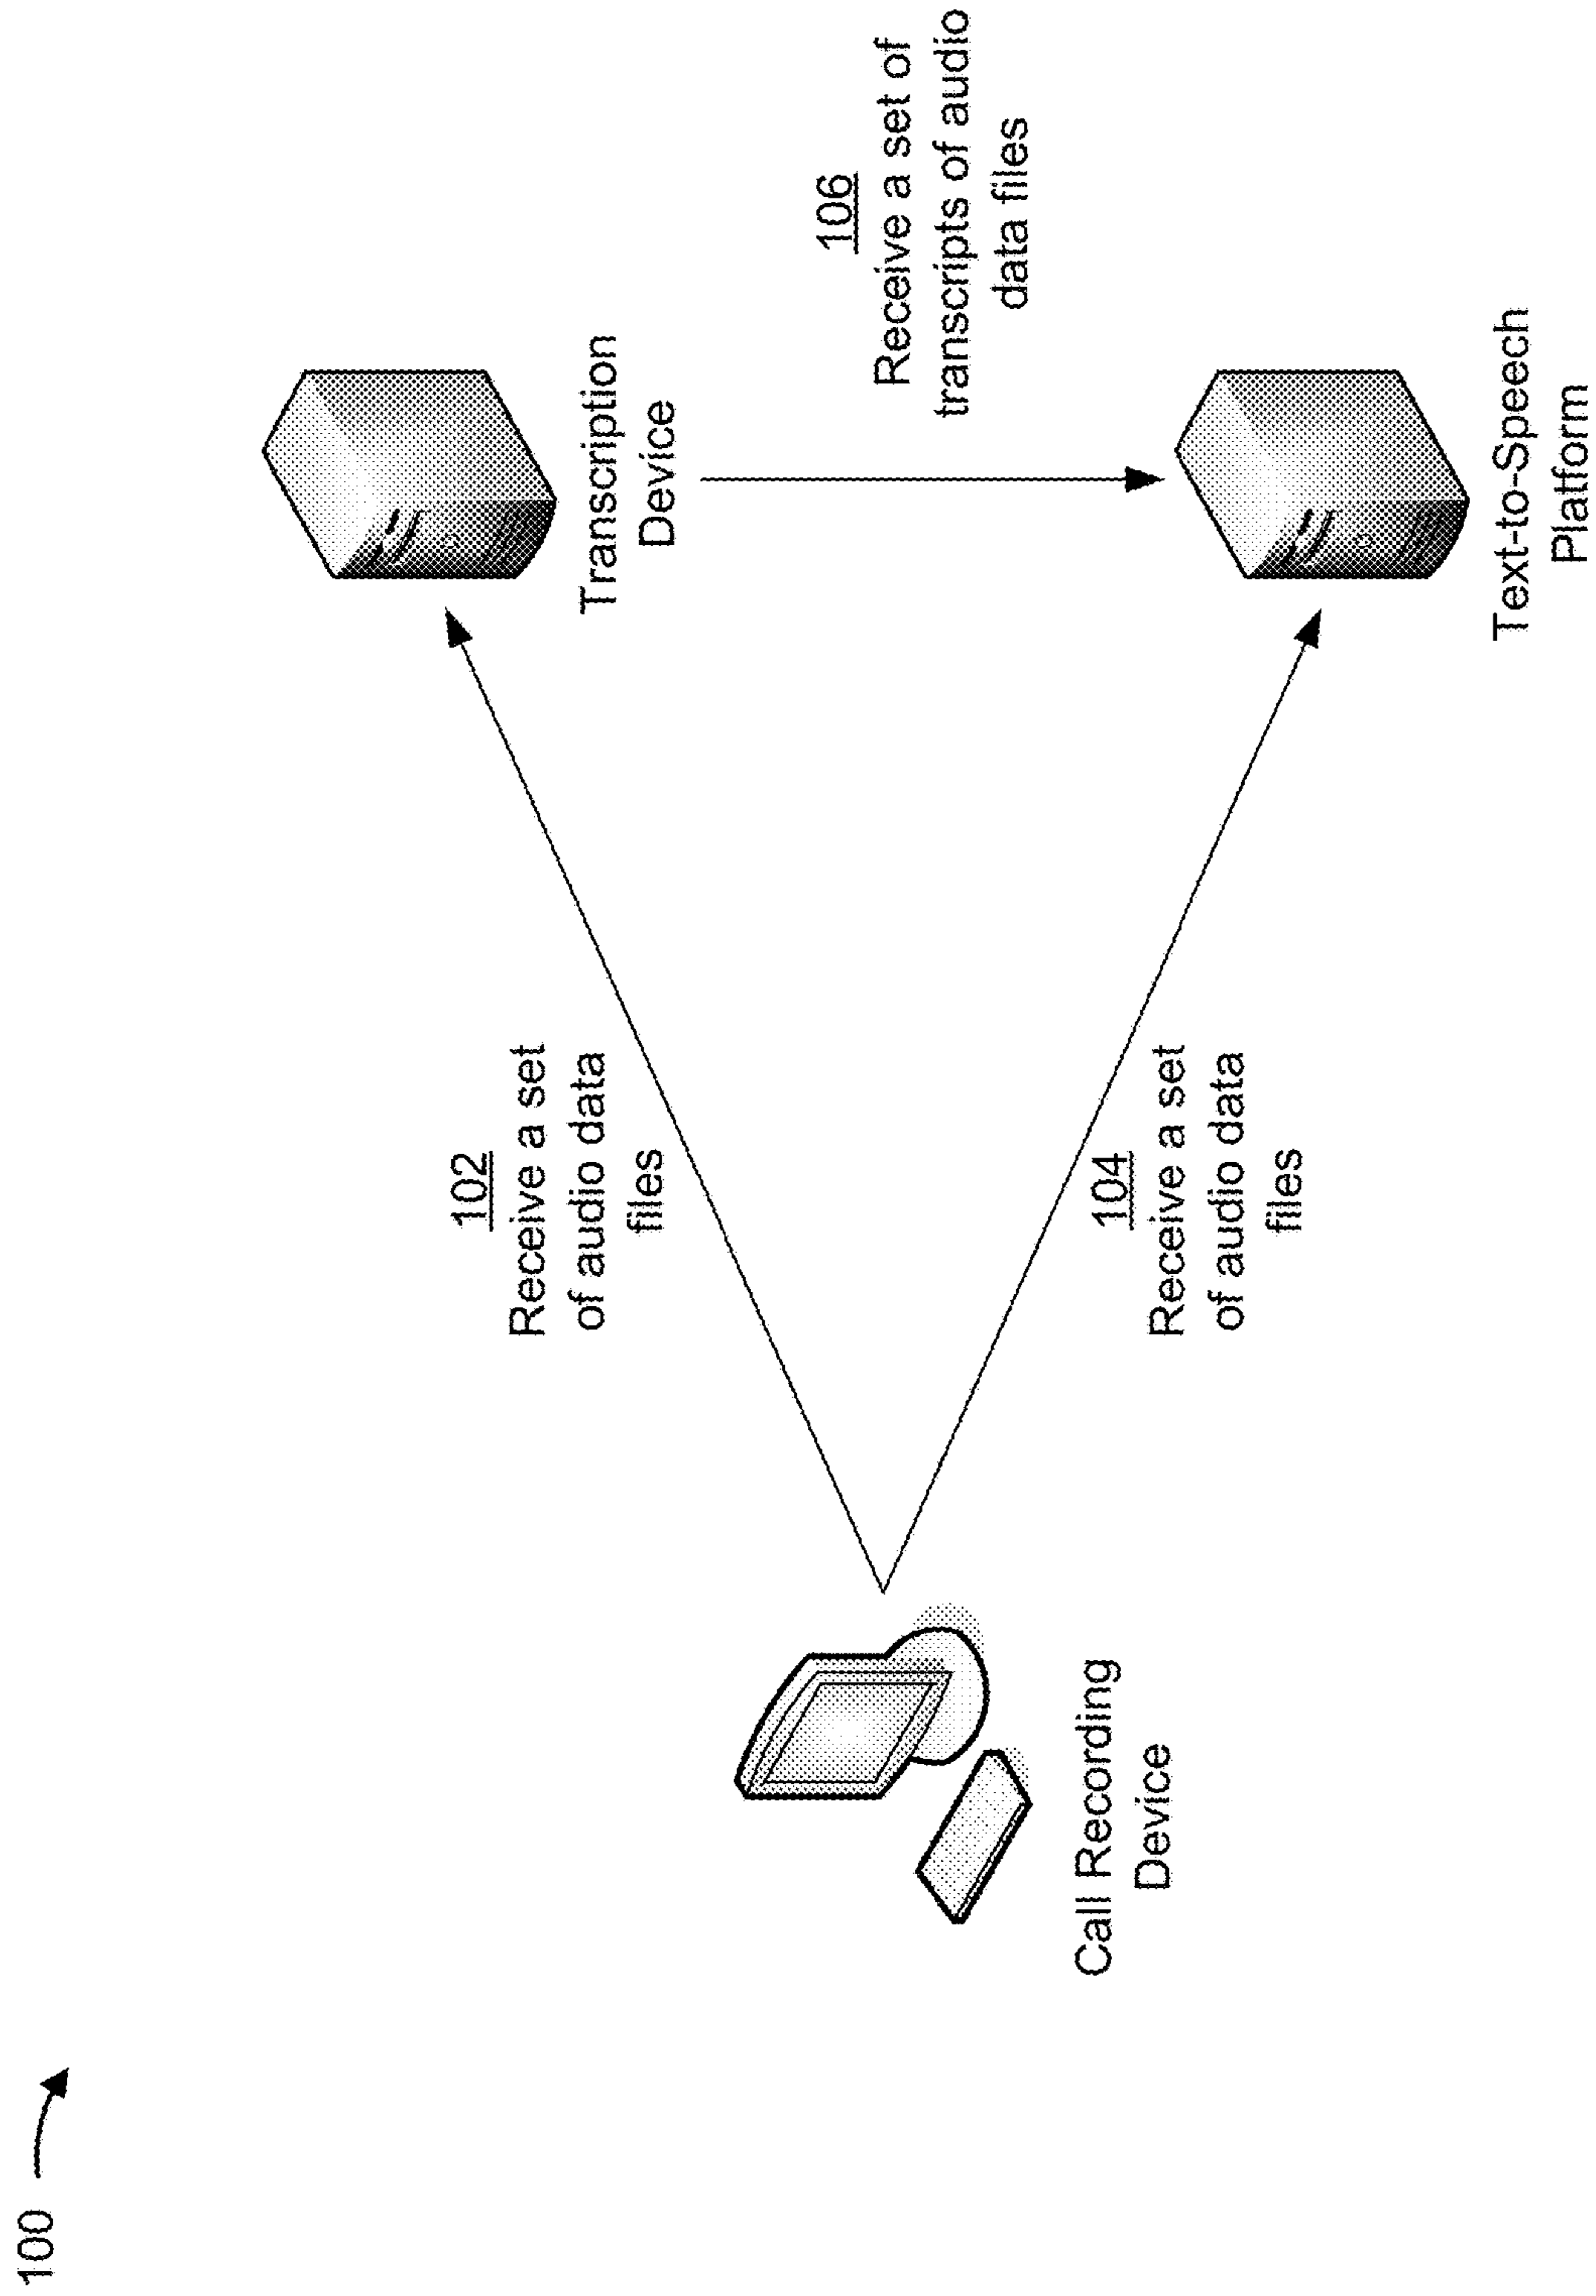 100
102
Receive a set
of audio data
files
Transcription
Device
106
Receive a set of
transcripts of audio
data files
Call Recording
Device
104
Receive a set
of audio data
files
Text-to-Speech
Platform